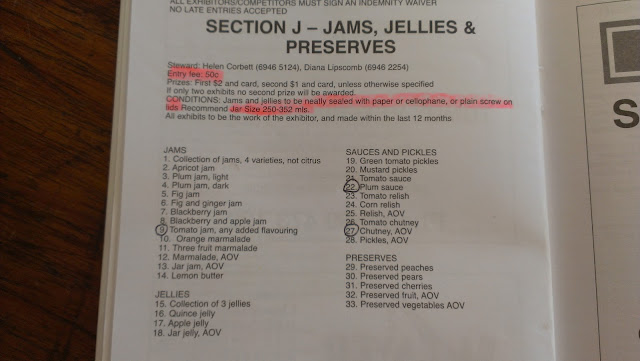 ALL EXHIBITORS/COMPETITORS MUST SIGN AN INDEMNITY WAIVER
NO LATE ENTRIES ACCEPTED
SECTION J – JAMS, JELLIES &
PRESERVES
Steward: Helen Corbett (6946 5124), Diana Lipscomb (6946 2254)
Entry fee: 50c
Prizes: First $2 and card, second $1 and card, unless otherwise specified
If only two exhibits no second prize will be awarded.
CONDITIONS: Jams and jellies to be neatly sealed with paper or cellophane, or plain screw on
lids Recommend Jar Size 250-352 mls.
All exhibits to be the work of the exhibitor, and made within the last 12 months
JAMS
1. Collection of jams, 4 varieties, not citrus
2. Apricot jam
3. Plum jam, light
4. Plum jam, dark
5. Fig jam
6. Fig and ginger jam
7. Blackberry jam
8. Blackberry and apple jam
9. Tomato jam, any added flavouring
10. Orange marmalade
11. Three fruit marmalade
12. Marmalade, AOV
13. Jar jam, AOV
14. Lemon butter
JELLIES
15. Collection of 3 jellies
16. Quince jelly
17. Apple jelly
18. Jar jelly, AOV
SAUCES AND PICKLES
19. Green tomato pickles
20. Mustard pickles
21. Tomato sauce
22. Plum sauce
23. Tomato relish
24. Corn relish
25. Relish, AOV
26. Tomato chutney
27. Chutney, AOV
28. Pickles, AOV
PRESERVES
29. Preserved peaches
30. Preserved pears
31. Preserved cherries
32. Preserved fruit, AOV
33. Preserved vegetables AOV
S